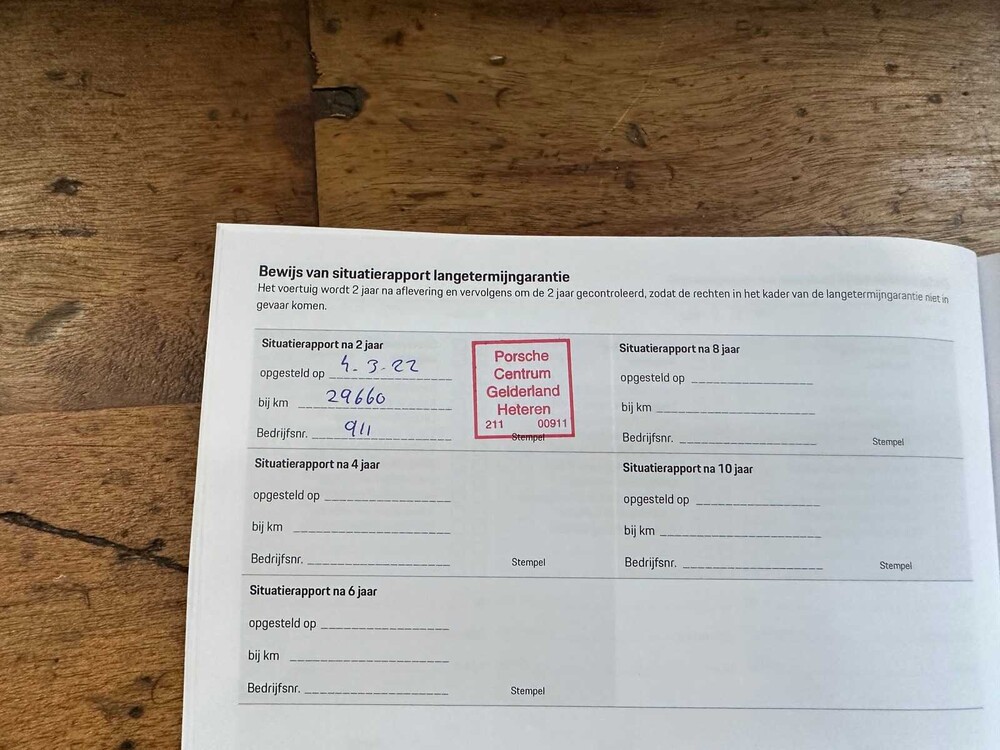 Bewijs van situatierapport langetermijngarantie
Het voertuig wordt 2 jaar na aflevering en vervolgens om de 2 jaar gecontroleerd, zodat de rechten in het kader van de langetermijngarantie niet in
gevaar komen.
Situatierapport na 2 jaar
opgesteld op 4-3-22
bij km 29660
Bedrijfsnr. 911
Porsche
Centrum
Gelderland
Heteren
211 00911
Stempel
Situatierapport na 8 jaar
opgesteld op
bij km
Bedrijfsnr.
Stempel
Situatierapport na 4 jaar
opgesteld op
bij km
Bedrijfsnr.
Stempel
Situatierapport na 10 jaar
opgesteld op
bij km
Bedrijfsnr.
Stempel
Situatierapport na 6 jaar
opgesteld op
bij km
Bedrijfsnr.
Stempel